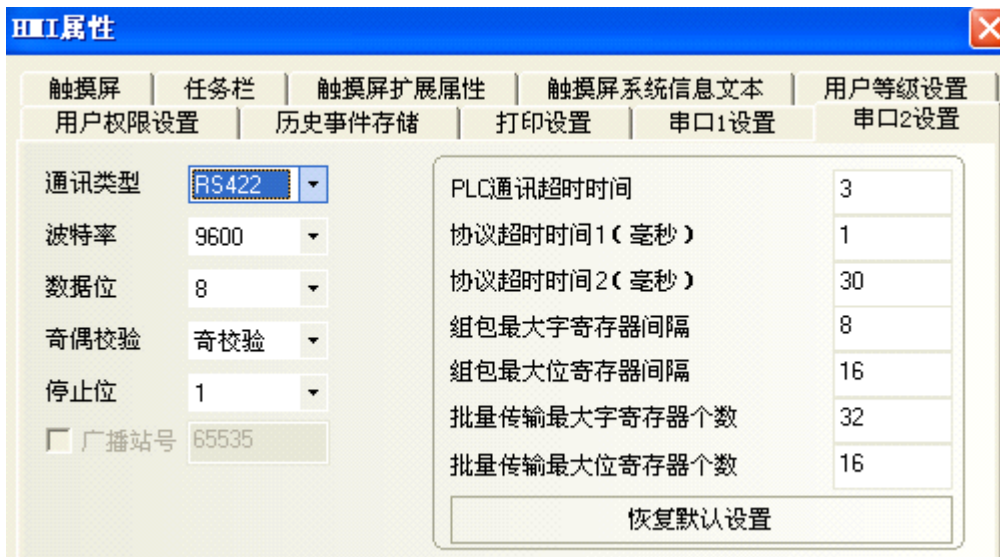 HMI属性
触摸屏 任务栏 触摸屏扩展属性 触摸屏系统信息文本 用户等级设置
用户权限设置 历史事件存储 打印设置 串口1设置 串口2设置
通讯类型 RS422
波特率 9600
数据位 8
奇偶校验 奇校验
停止位 1
广播站号 65535
PLC通讯超时时间 3
协议超时时间1(毫秒) 1
协议超时时间2(毫秒) 30
组包最大字寄存器间隔 8
组包最大位寄存器间隔 16
批量传输最大字寄存器个数 32
批量传输最大位寄存器个数 16
恢复默认设置